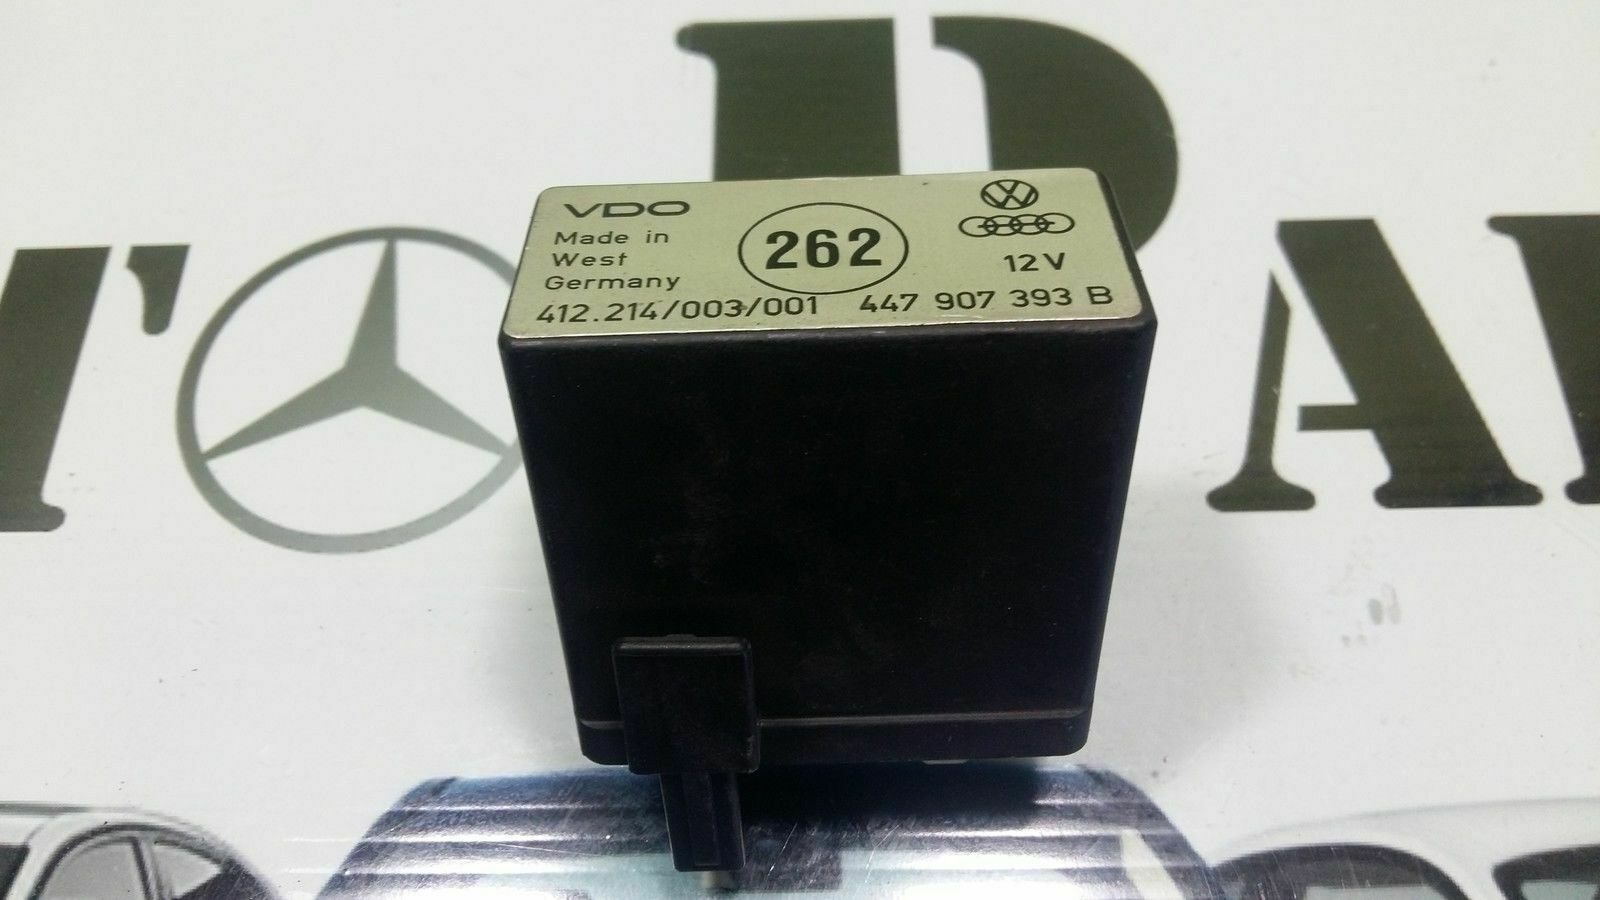 VDO
Made in
West
Germany
262
12V
412.214/003/001 447 907 393 B